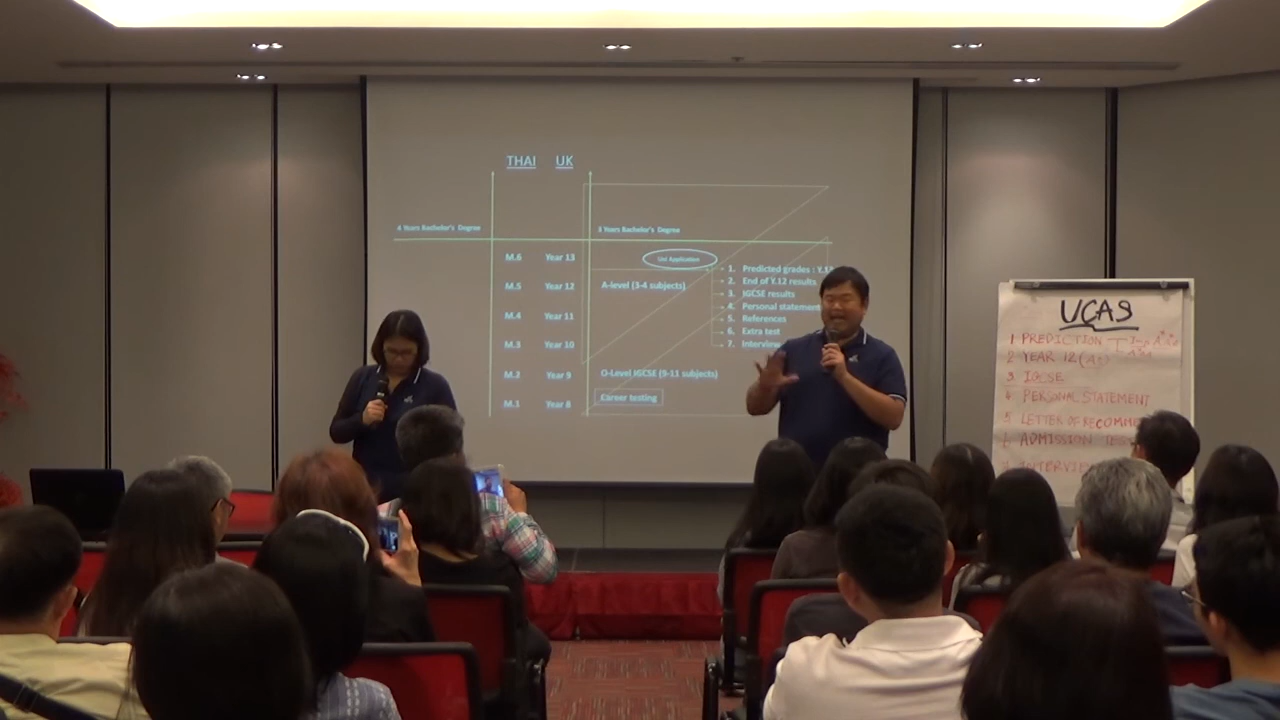 THAI UK
4 Years Bachelor's Degree 3 Years Bachelor's Degree
M.6 Year 13 Uni Application
M.5 Year 12 A-level (3-4 subjects)
M.4 Year 11
M.3 Year 10
M.2 Year 9 O-Level IGCSE (9-11 subjects)
M.1 Year 8 Career testing
1. Predicted grades : Y.
2. End of Y.12 results
3. IGCSE results
4. Personal statement
5. References
6. Extra test
7. Interview
UCAS
1 PREDICTION
2 YEAR 12 (AS)
3 IGCSE
4 PERSONAL STATEMENT
5 LETTER OF RECOMM
6 ADMISSION TES
INTERVIE